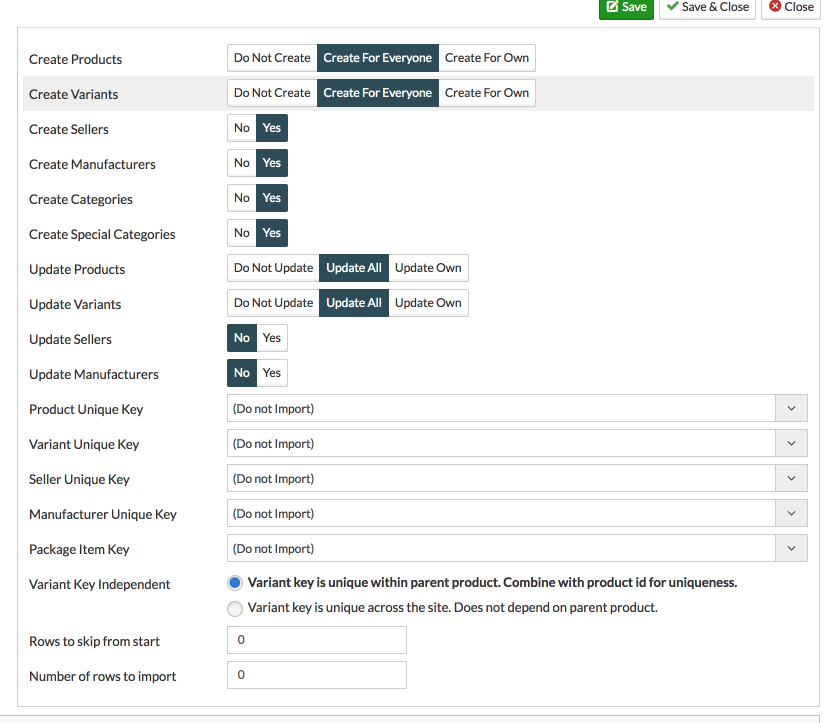 Save Save & Close Close
Create Products Do Not Create Create For Everyone Create For Own
Create Variants Do Not Create Create For Everyone Create For Own
Create Sellers No Yes
Create Manufacturers No Yes
Create Categories No Yes
Create Special Categories No Yes
Update Products Do Not Update Update All Update Own
Update Variants Do Not Update Update All Update Own
Update Sellers No Yes
Update Manufacturers No Yes
Product Unique Key (Do not Import)
Variant Unique Key (Do not Import)
Seller Unique Key (Do not Import)
Manufacturer Unique Key (Do not Import)
Package Item Key (Do not Import)
Variant Key Independent Variant key is unique within parent product. Combine with product id for uniqueness.
Variant key is unique across the site. Does not depend on parent product.
Rows to skip from start 0
Number of rows to import 0